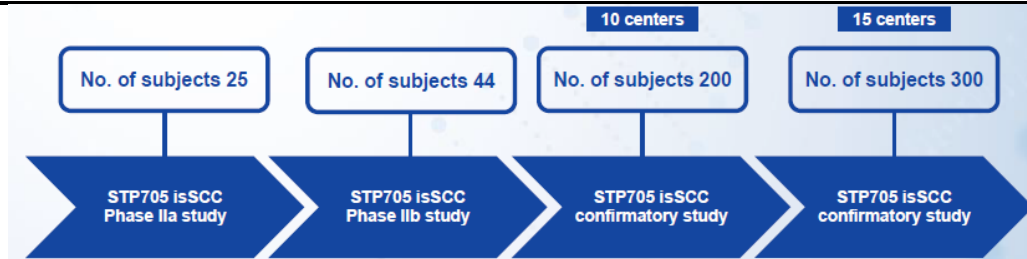 10 centers
15 centers
No. of subjects 25
No. of subjects 44
No. of subjects 200
No. of subjects 300
STP705 isSCC
Phase IIa study
STP705 isSCC
Phase IIb study
STP705 isSCC
confirmatory study
STP705 isSCC
confirmatory study